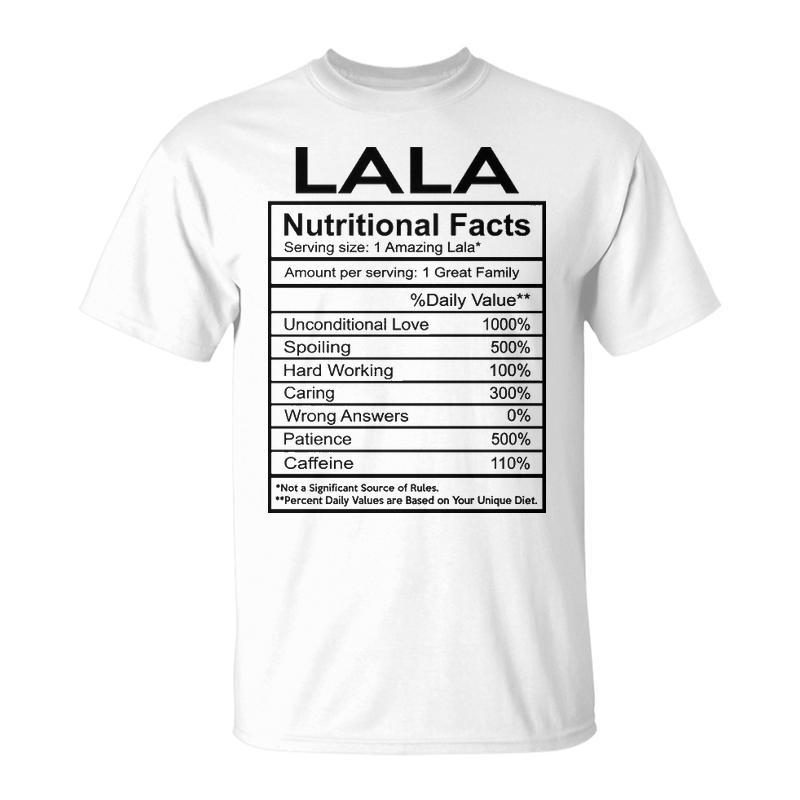 LALA
Nutritional Facts
Serving size: 1 Amazing Lala*
Amount per serving: 1 Great Family
%Daily Value**
Unconditional Love 1000%
Spoiling 500%
Hard Working 100%
Caring 300%
Wrong Answers 0%
Patience 500%
Caffeine 110%
*Not a Significant Source of Rules.
**Percent Daily Values are Based on Your Unique Diet.